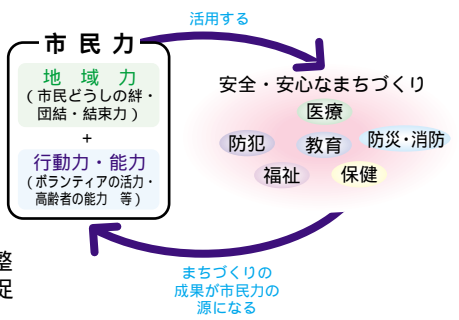 活用する
市民力
地域力
(市民どうしの絆・
団結・結束力)
+
行動力・能力
(ボランティアの活力・
高齢者の能力 等)
安全・安心なまちづくり
医療
防犯
教育
防災・消防
福祉
保健
まちづくりの
成果が市民力の
源になる
整
足